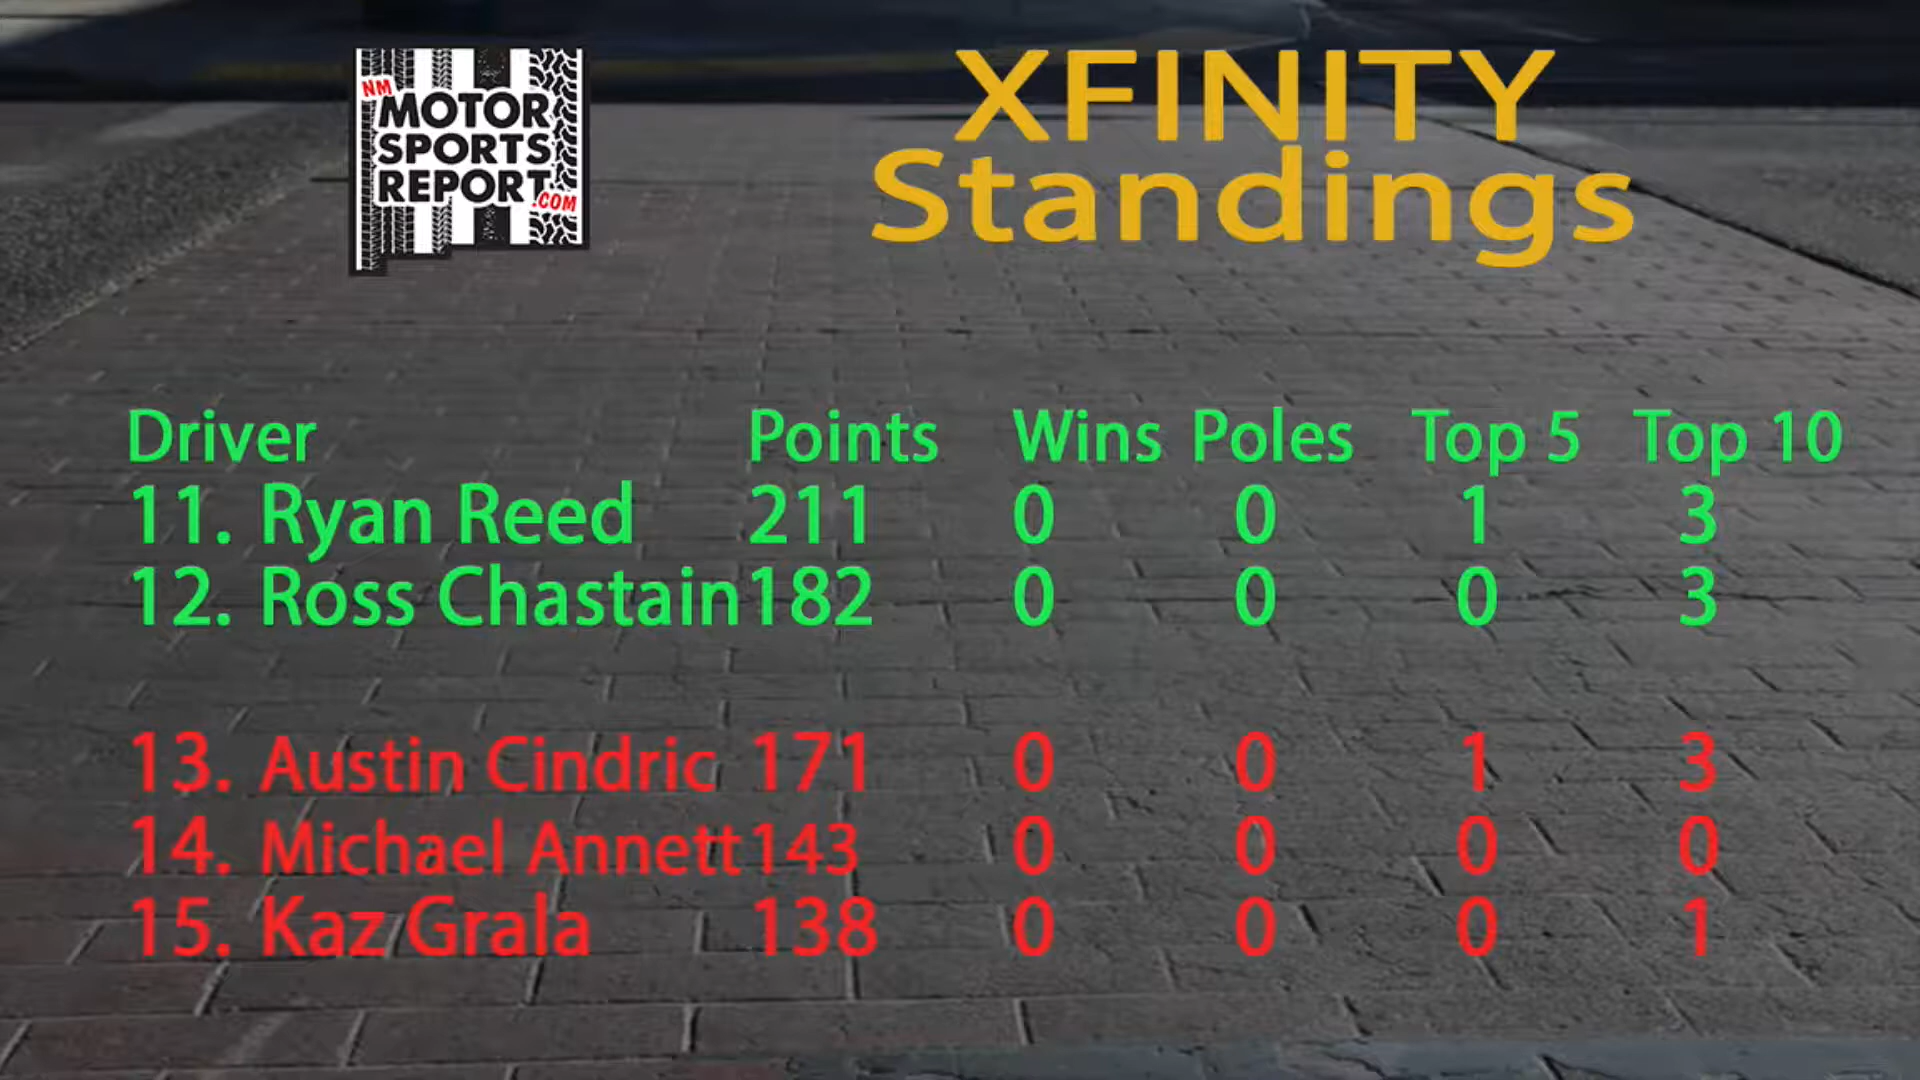 NM
MOTOR
SPORTS
REPORT
.COM
XFINITY
Standings
Driver Points Wins Poles Top 5 Top 10
11. Ryan Reed 211 0 0 1 3
12. Ross Chastain 182 0 0 0 3
13. Austin Cindric 171 0 0 1 3
14. Michael Annett 143 0 0 0 0
15. Kaz Grala 138 0 0 0 1